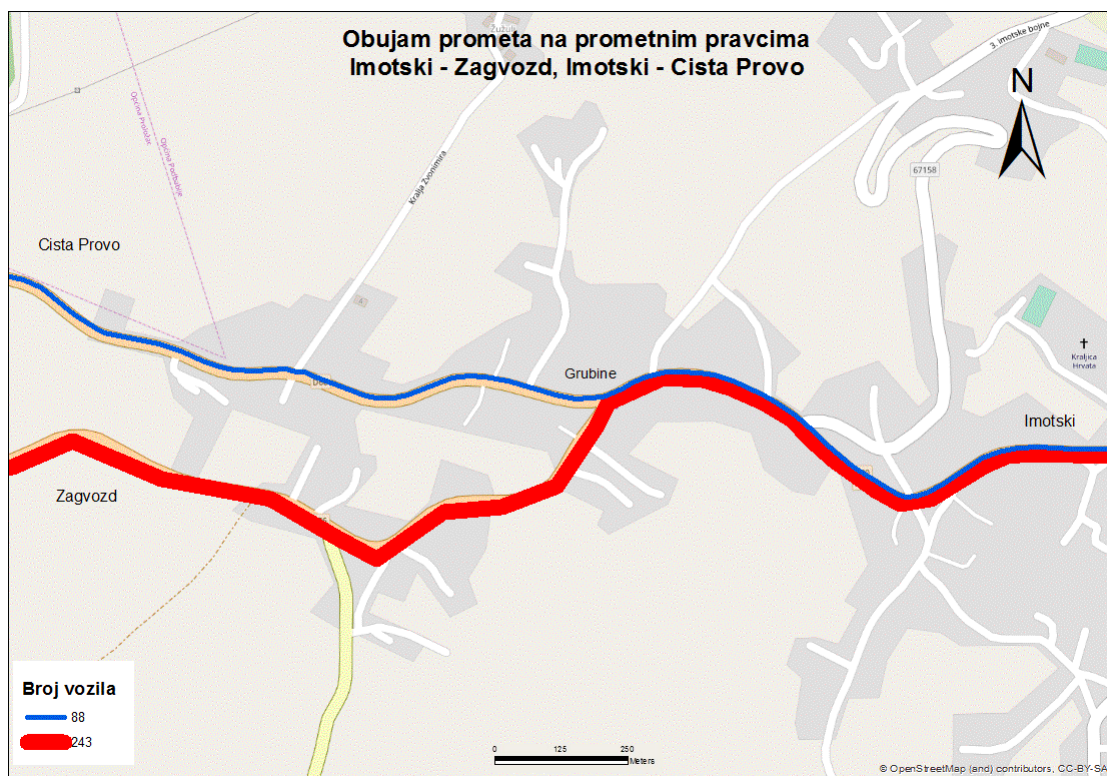 Obujam prometa na prometnim pravcima
Imotski - Zagvozd, Imotski - Cista Provo
3. imotske bojne
N
Općina Proložac
Općina Podbablje
Kralja Zvonimira
67158
Cista Provo
Grubine
Kraljica
Hrvata
Imotski
Zagvozd
Broj vozila
88
243
0 125 250
Meters
© OpenStreetMap (and) contributors, CC-BY-SA